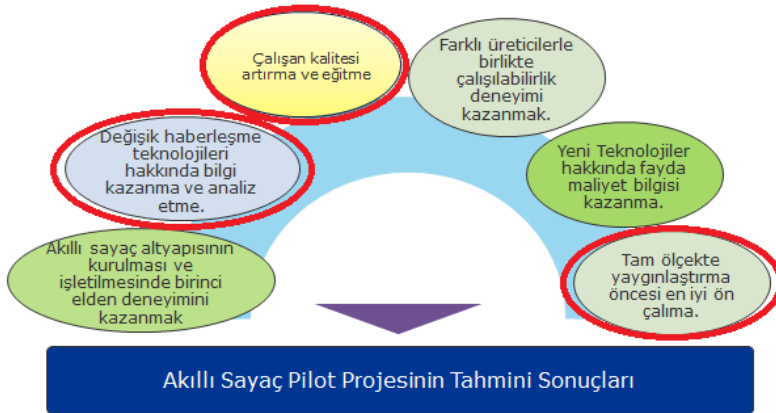 Çalışan kalitesi
artırma ve eğitme
Farklı üreticilerle
birlikte
çalışılabilirlik
deneyimi
kazanmak.
Değişik haberleşme
teknolojileri
hakkında bilgi
kazanma ve analiz
etme.
Yeni Teknolojiler
hakkında fayda
maliyet bilgisi
kazanma.
Akıllı sayaç altyapısının
kurulması ve
işletilmesinde birinci
elden deneyimini
kazanmak
Tam ölçekte
yaygınlaştırma
öncesi en iyi ön
çalıma.
Akıllı Sayaç Pilot Projesinin Tahmini Sonuçları